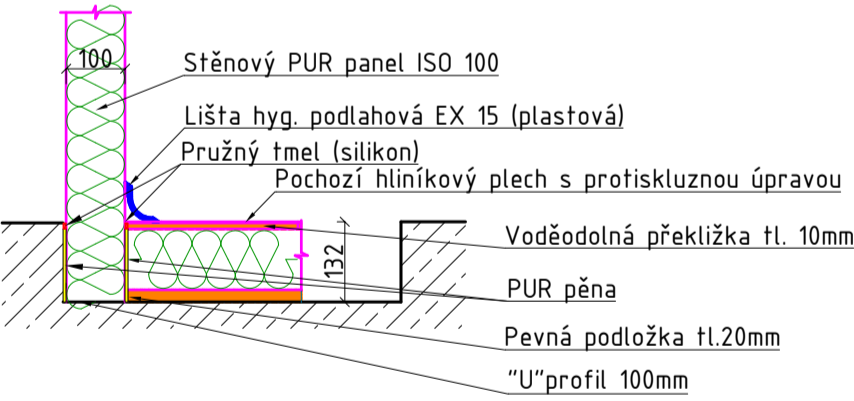 100
Stěnový PUR panel ISO 100
Lišta hyg. podlahová EX 15 (plastová)
Pružný tmel (silikon)
Pochozí hliníkový plech s protiskluznou úpravou
Voděodolná překližka tl. 10mm
132
PUR pěna
Pevná podložka tl.20mm
"U"profil 100mm